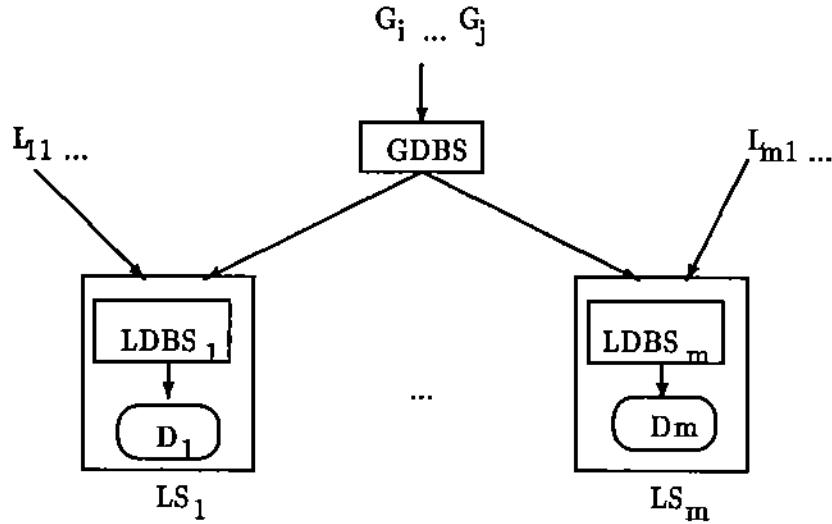 G_i ... G_j
L_11 ...
GDBS
L_m1 ...
LDBS_1
LDBS_m
...
D_1
Dm
LS_1
LS_m